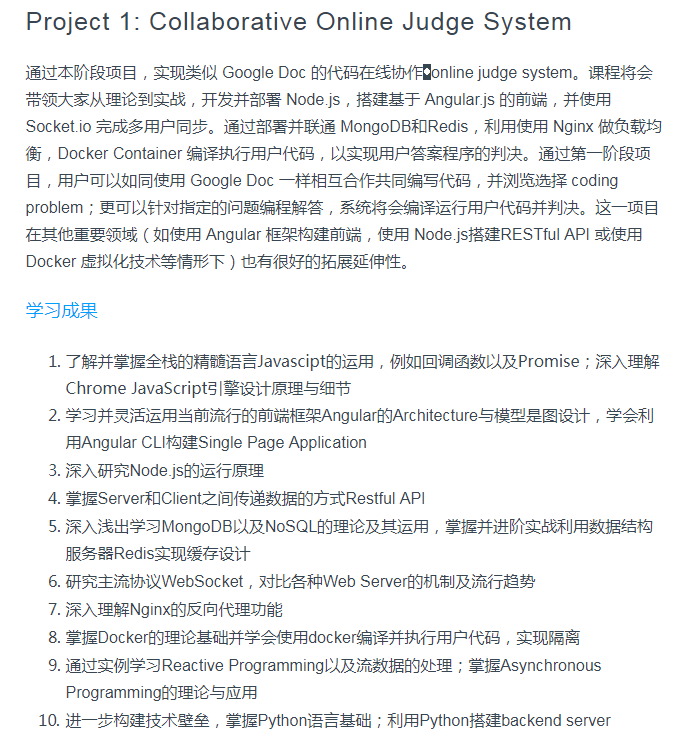 Project 1: Collaborative Online Judge System
通过本阶段项目，实现类似 Google Doc 的代码在线协作�online judge system。课程将会
带领大家从理论到实战，开发并部署 Node.js，搭建基于 Angular.js 的前端，并使用
Socket.io 完成多用户同步。通过部署并联通 MongoDB和Redis，利用使用 Nginx 做负载均
衡，Docker Container 编译执行用户代码，以实现用户答案程序的判决。通过第一阶段项
目，用户可以如同使用 Google Doc 一样相互合作共同编写代码，并浏览选择 coding
problem；更可以针对指定的问题编程解答，系统将会编译运行用户代码并判决。这一项目
在其他重要领域（如使用 Angular 框架构建前端，使用 Node.js搭建RESTful API 或使用
Docker 虚拟化技术等情形下）也有很好的拓展延伸性。
学习成果
1. 了解并掌握全栈的精髓语言Javascipt的运用，例如回调函数以及Promise；深入理解
Chrome JavaScript引擎设计原理与细节
2. 学习并灵活运用当前流行的前端框架Angular的Architecture与模型是图设计，学会利
用Angular CLI构建Single Page Application
3. 深入研究Node.js的运行原理
4. 掌握Server和Client之间传递数据的方式Restful API
5. 深入浅出学习MongoDB以及NoSQL的理论及其运用，掌握并进阶实战利用数据结构
服务器Redis实现缓存设计
6. 研究主流协议WebSocket，对比各种Web Server的机制及流行趋势
7. 深入理解Nginx的反向代理功能
8. 掌握Docker的理论基础并学会使用docker编译并执行用户代码，实现隔离
9. 通过实例学习Reactive Programming以及流数据的处理；掌握Asynchronous
Programming的理论与应用
10. 进一步构建技术壁垒，掌握Python语言基础；利用Python搭建backend server